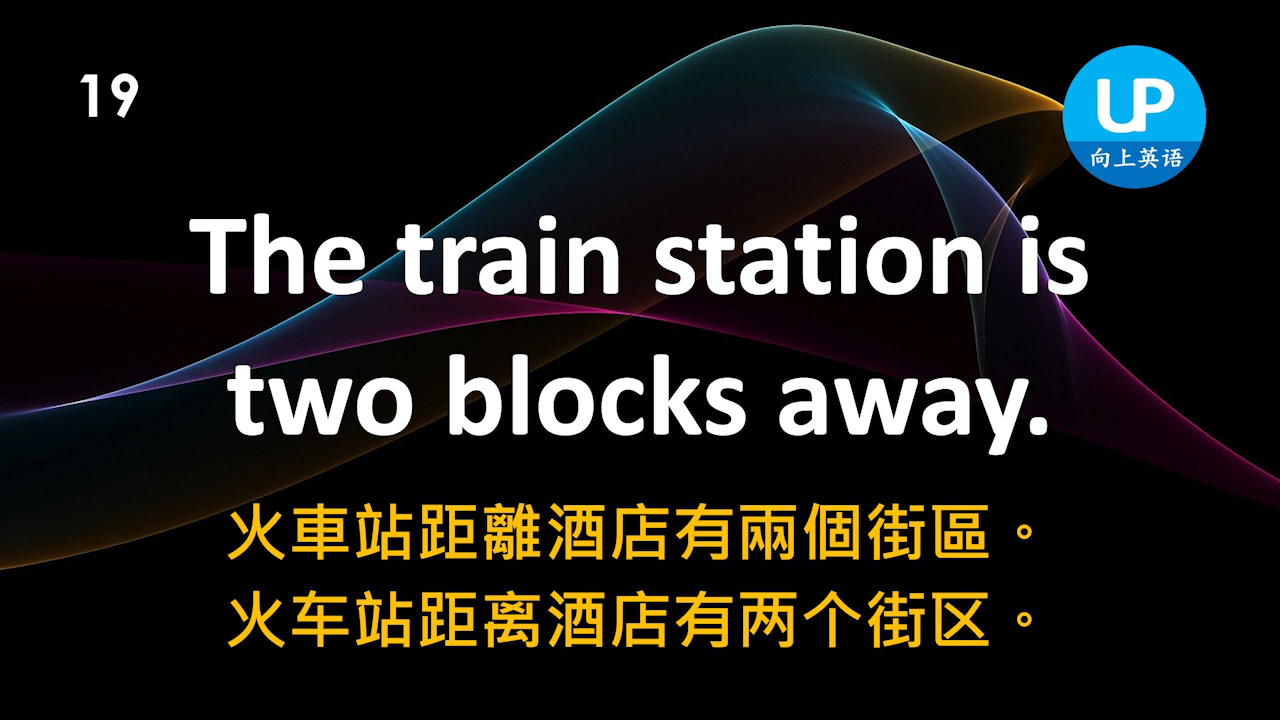 19
UP
向上英语
The train station is
two blocks away.
火車站距離酒店有兩個街區。
火车站距离酒店有两个街区。